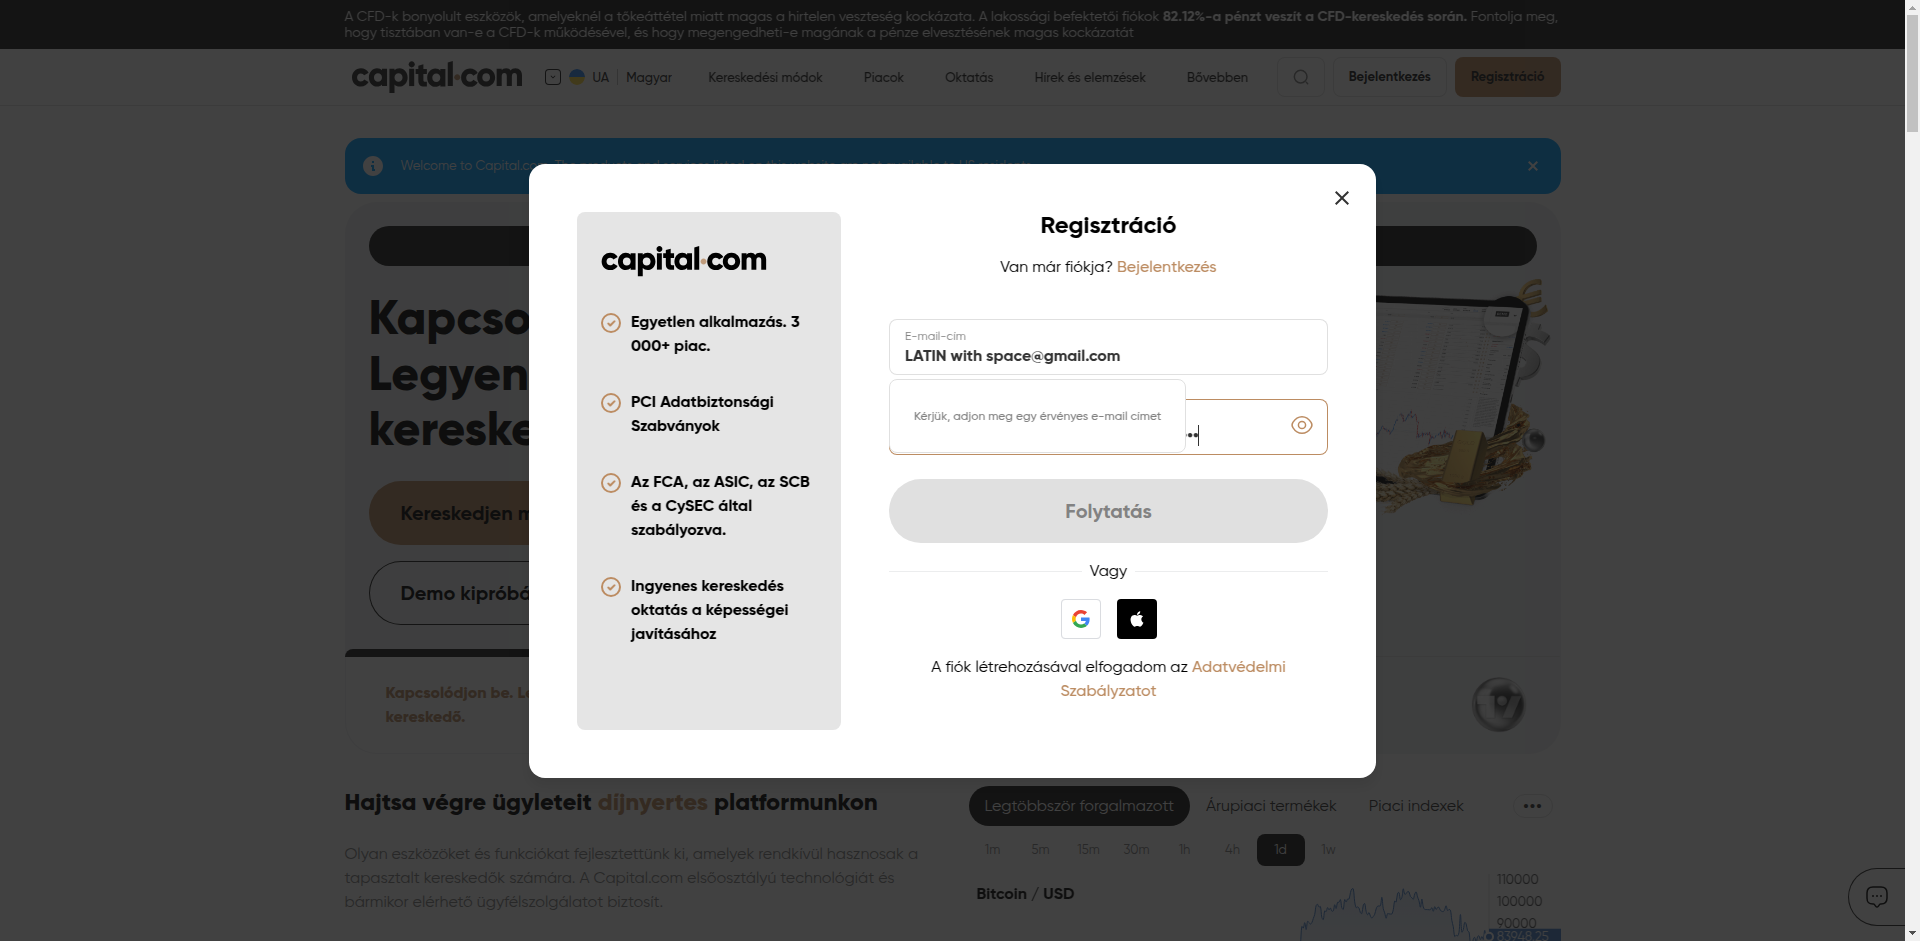 A CFD-k bonyolult eszközök, amelyeknél a tőkeáttétel miatt magas a hirtelen veszteség kockázata. A lakossági befektetői fiókok 82.12%-a pénzt veszít a CFD-kereskedés során. Fontolja meg,
hogy tisztában van-e a CFD-k működésével, és hogy megengedheti-e magának a pénze elvesztésének magas kockázatát
capital.com
UA | Magyar
Kereskedési módok
Piacok
Oktatás
Hírek és elemzések
Bővebben
Bejelentkezés
Regisztráció
Welcome to Capital.co
Kapcso
Legyen
kereske
Kereskedjen m
Demo kipróbá
Kapcsolódjon be. Le
kereskedő.
capital.com
Egyetlen alkalmazás. 3
000+ piac.
PCI Adatbiztonsági
Szabványok
Az FCA, az ASIC, az SCB
és a CySEC által
szabályozva.
Ingyenes kereskedés
oktatás a képességei
javításához
Regisztráció
Van már fiókja? Bejelentkezés
E-mail-cím
LATIN with space@gmail.com
Kérjük, adjon meg egy érvényes e-mail címet
Folytatás
Vagy
A fiók létrehozásával elfogadom az Adatvédelmi
Szabályzatot
Hajtsa végre ügyleteit díjnyertes platformunkon
Olyan eszközöket és funkciókat fejlesztettünk ki, amelyek rendkívül hasznosak a
tapasztalt kereskedők számára. A Capital.com elsőosztályú technológiát és
bármikor elérhető ügyfélszolgálatot biztosít.
Legtöbbször forgalmazott
Árupiaci termékek
Piaci indexek
1m 5m 15m 30m 1h 4h 1d 1w
Bitcoin / USD
110000
100000
90000
83948.25